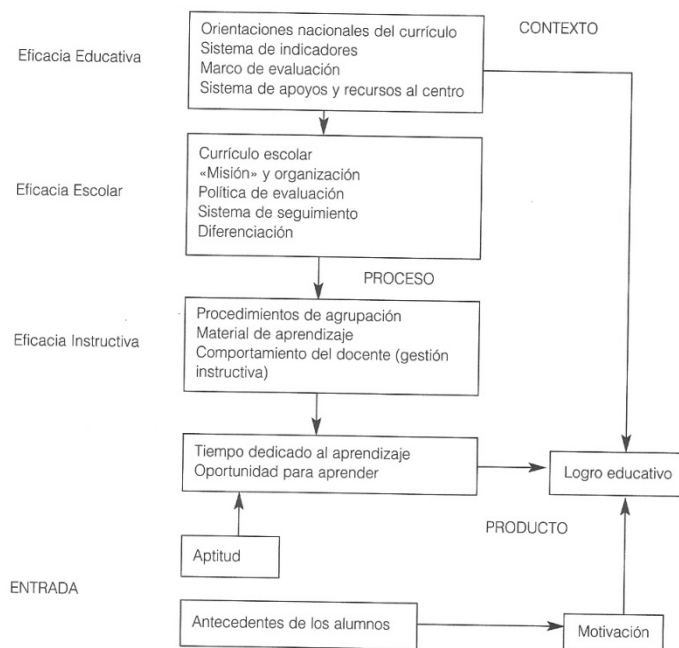 Orientaciones nacionales del currículo
CONTEXTO
Sistema de indicadores
Eficacia Educativa
Marco de evaluación
Sistema de apoyos y recursos al centro
Currículo escolar
«Misión» y organización
Eficacia Escolar
Política de evaluación
Sistema de seguimiento
Diferenciación
PROCESO
Procedimientos de agrupación
Material de aprendizaje
Eficacia Instructiva
Comportamiento del docente (gestión
instructiva)
Tiempo dedicado al aprendizaje
Oportunidad para aprender
Logro educativo
PRODUCTO
Aptitud
ENTRADA
Antecedentes de los alumnos
Motivación